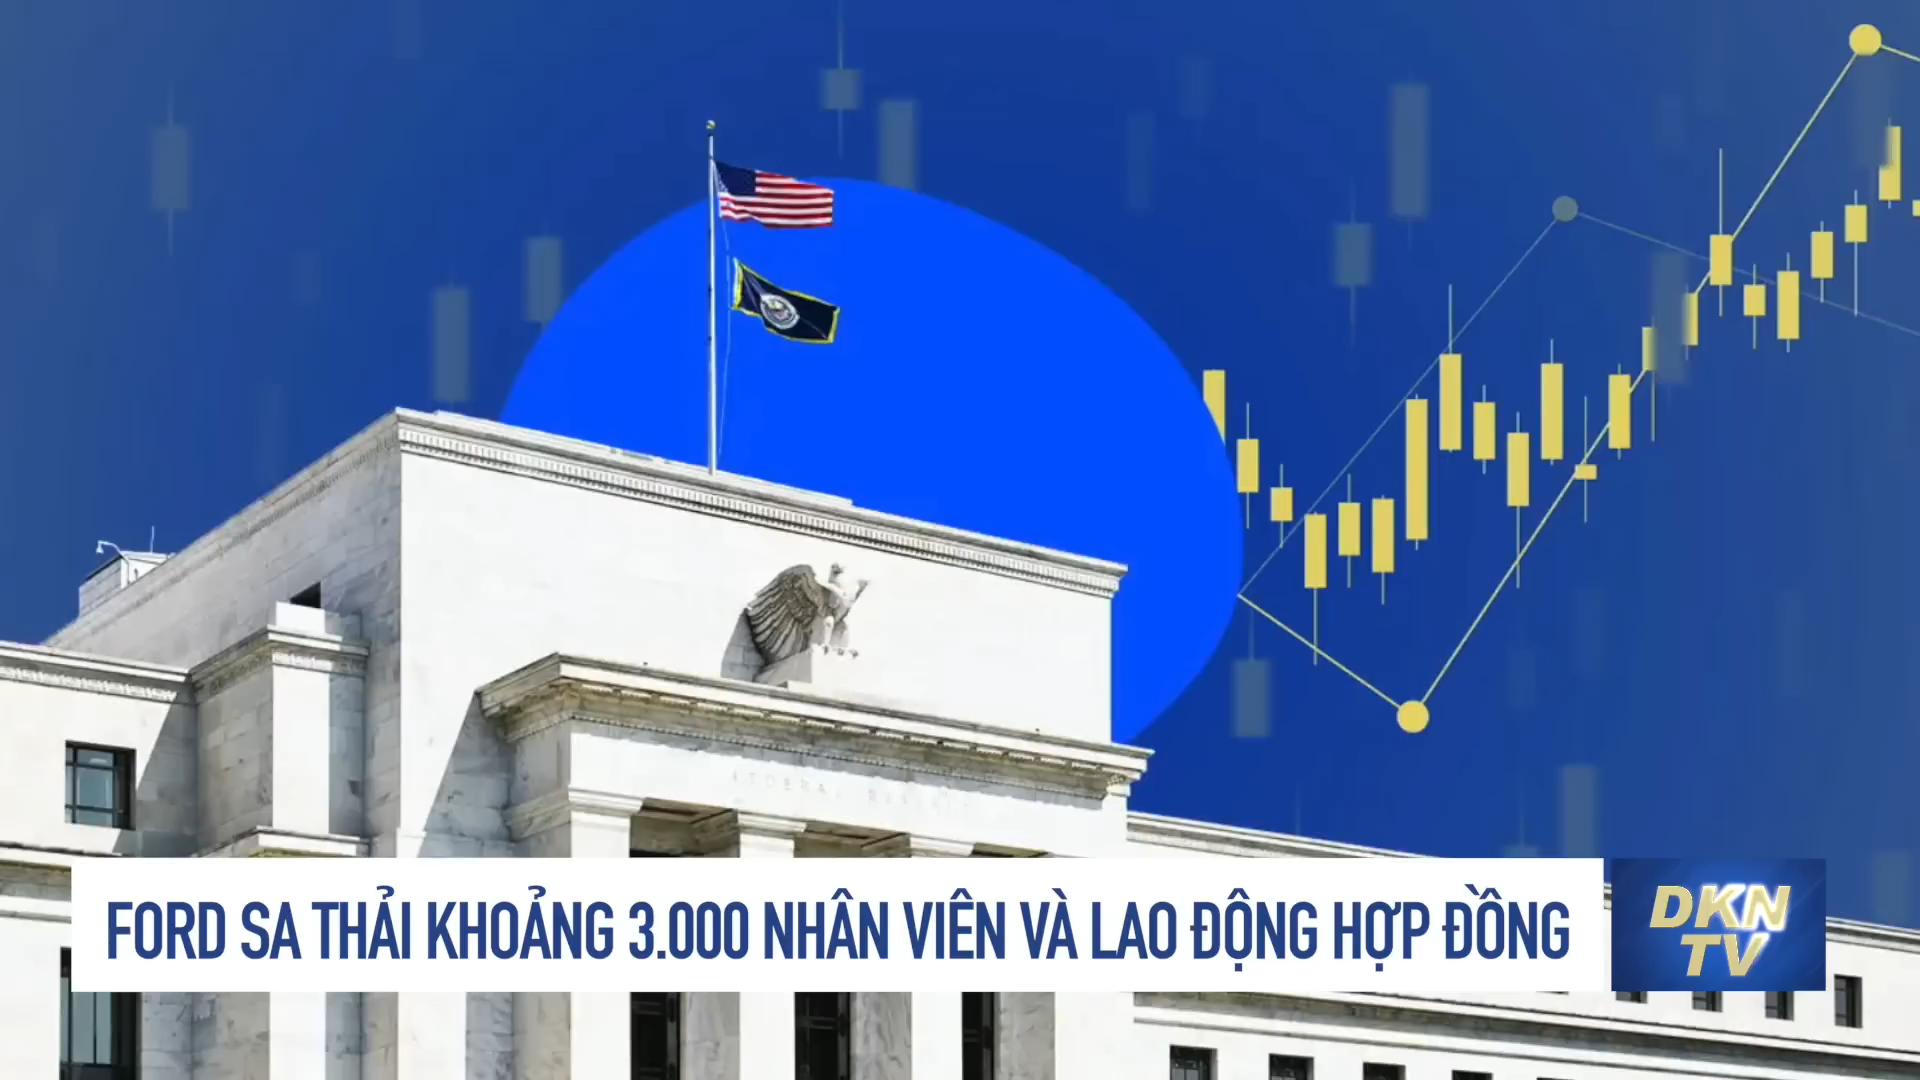 FORD SA THẢI KHOẢNG 3.000 NHÂN VIÊN VÀ LAO ĐỘNG HỢP ĐỒNG
DKN
TV